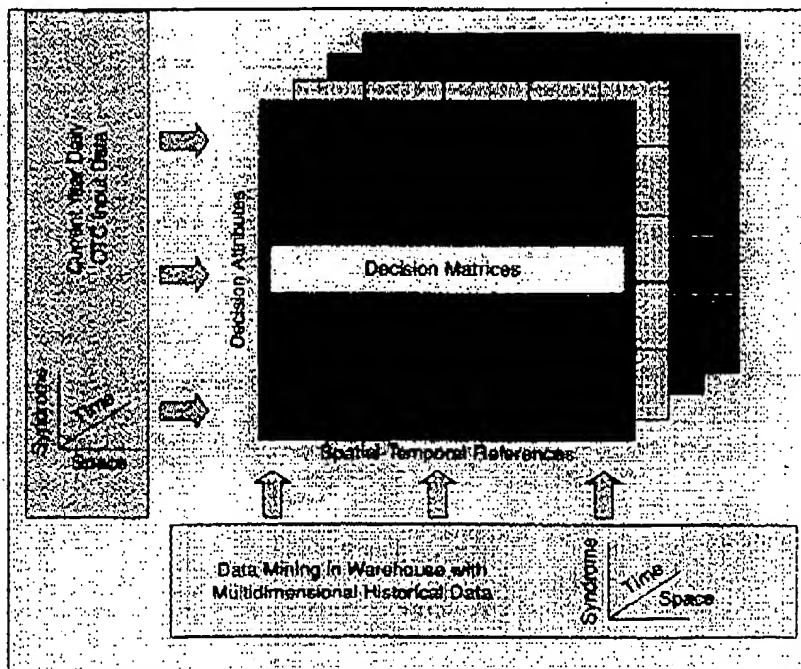 Current Year Daily
OTC Input Data
Syndrome
Time
Space
Decision Attributes
Decision Matrices
Spatial-Temporal References
Data Mining in Warehouse with
Multidimensional Historical Data
Syndrome
Time
Space